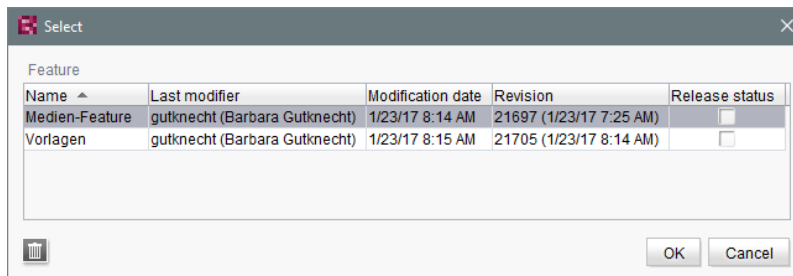 Select
Feature
Name Last modifier Modification date Revision Release status
Medien-Feature gutknecht (Barbara Gutknecht) 1/23/17 8:14 AM 21697 (1/23/17 7:25 AM)
Vorlagen gutknecht (Barbara Gutknecht) 1/23/17 8:15 AM 21705 (1/23/17 8:14 AM)
OK Cancel